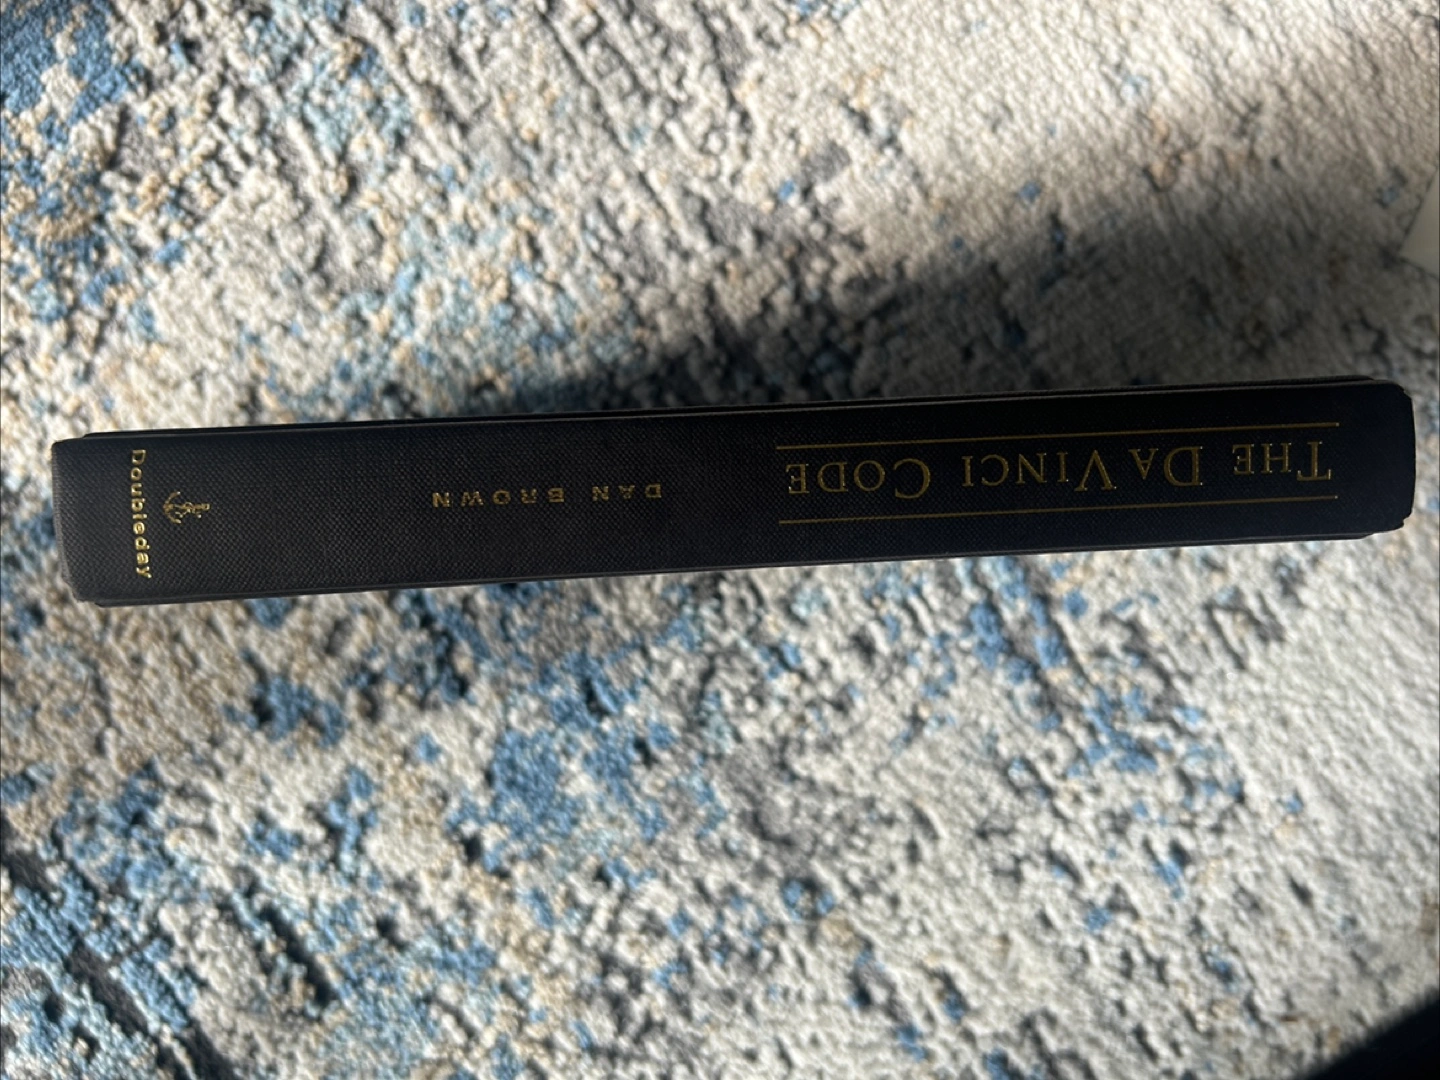 THE DA VINCI CODE
DAN BROWN
Doubleday